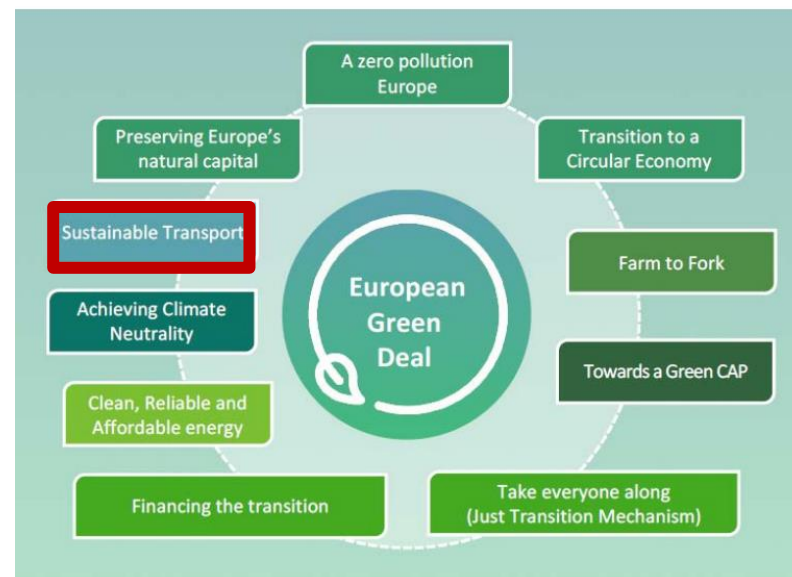 A zero pollution
Europe
Preserving Europe's
natural capital
Transition to a
Circular Economy
Sustainable Transport
Farm to Fork
European
Green
Deal
Achieving Climate
Neutrality
Towards a Green CAP
Clean, Reliable and
Affordable energy
Financing the transition
Take everyone along
(Just Transition Mechanism)